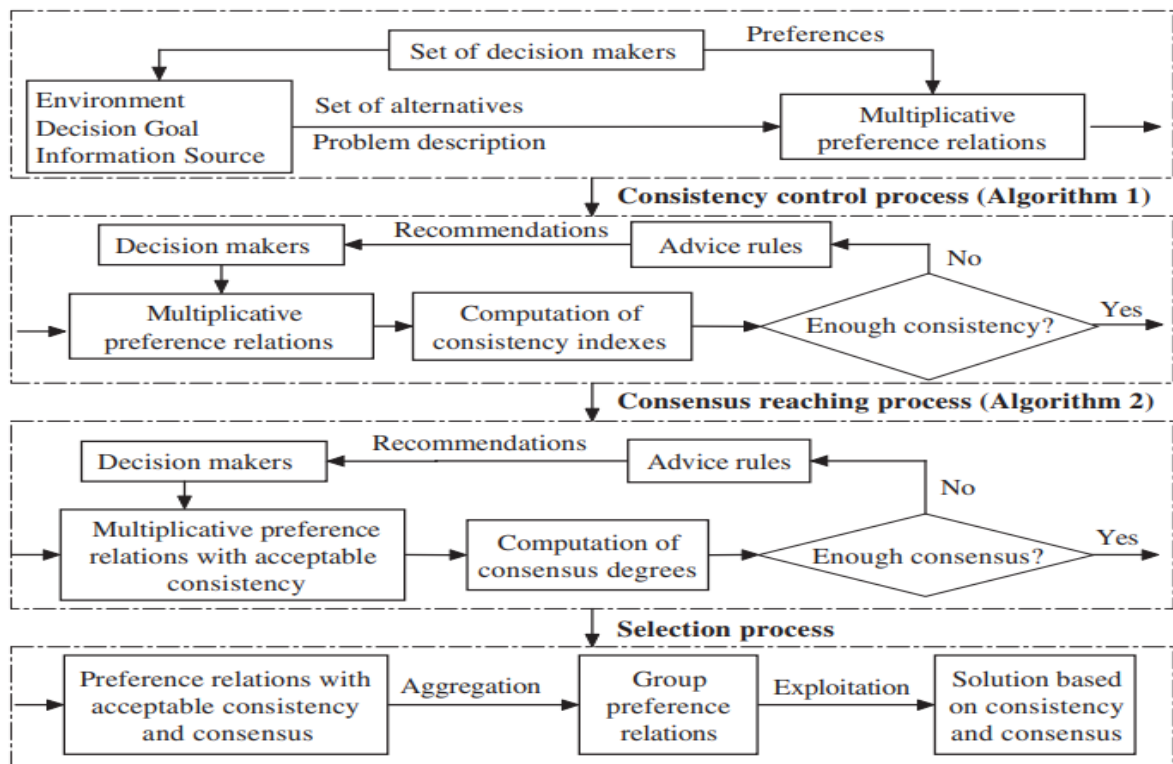 Set of decision makers
Preferences
Environment
Decision Goal
Information Source
Set of alternatives
Problem description
Multiplicative
preference relations
Consistency control process (Algorithm 1)
Decision makers
Recommendations
Advice rules
No
Multiplicative
preference relations
Computation of
consistency indexes
Enough consistency?
Yes
Consensus reaching process (Algorithm 2)
Decision makers
Recommendations
Advice rules
No
Multiplicative preference
relations with acceptable
consistency
Computation of
consensus degrees
Enough consensus?
Yes
Selection process
Preference relations with
acceptable consistency
and consensus
Aggregation
Group
preference
relations
Exploitation
Solution based
on consistency
and consensus